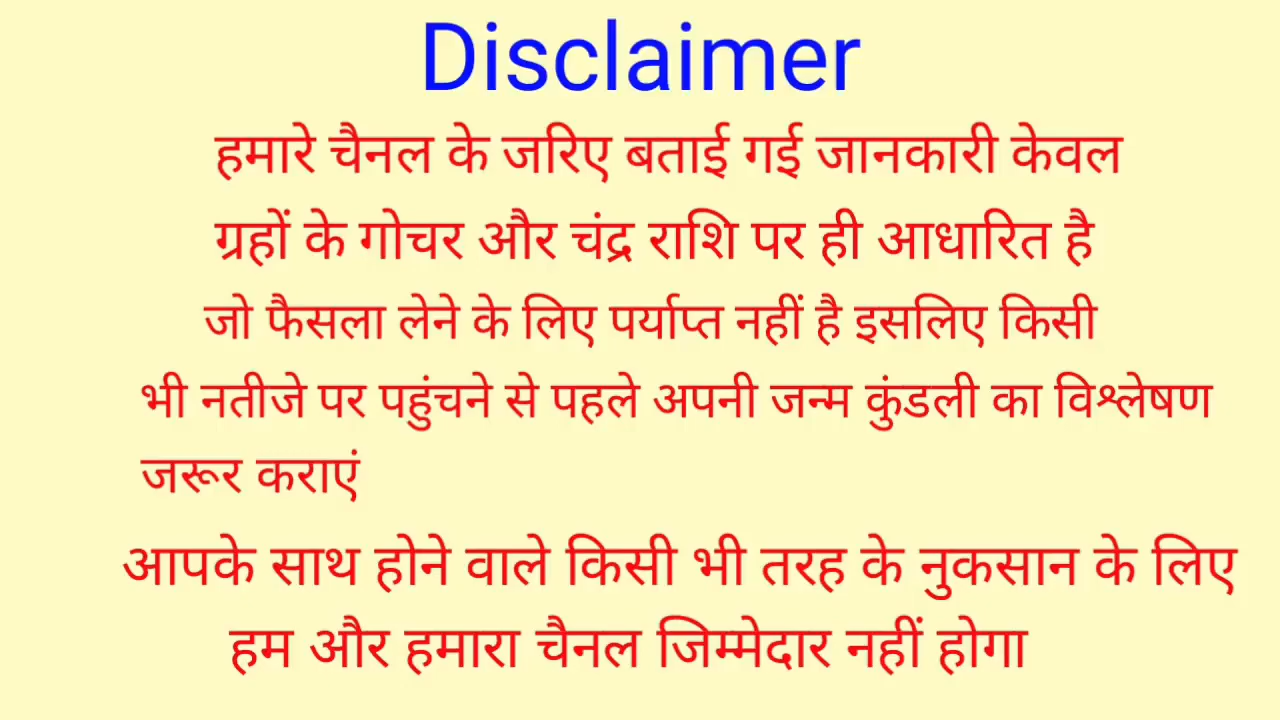 Disclaimer
हमारे चैनल के जरिए बताई गई जानकारी केवल
ग्रहों के गोचर और चंद्र राशि पर ही आधारित है
जो फैसला लेने के लिए पर्याप्त नहीं है इसलिए किसी
भी नतीजे पर पहुंचने से पहले अपनी जन्म कुंडली का विश्लेषण
जरूर कराएं
आपके साथ होने वाले किसी भी तरह के नुकसान के लिए
हम और हमारा चैनल जिम्मेदार नहीं होगा